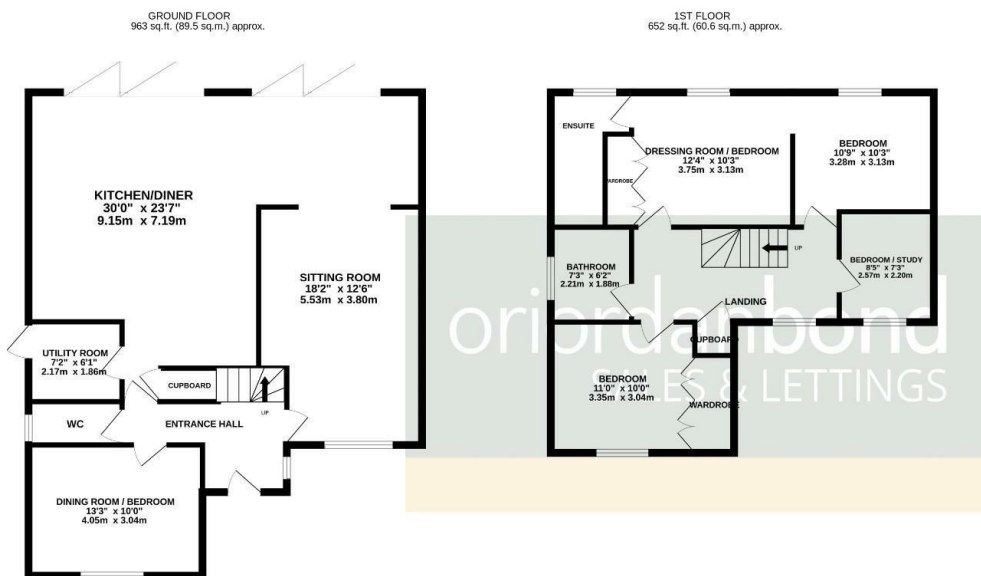 GROUND FLOOR
963 sq.ft. (89.5 sq.m.) approx.
1ST FLOOR
652 sq.ft. (60.6 sq.m.) approx.
KITCHEN/DINER
30'0" x 23'7"
9.15m x 7.19m
SITTING ROOM
18'2" x 12'6"
5.53m x 3.80m
UTILITY ROOM
7'2" x 6'1"
2.17m x 1.86m
CUPBOARD
UP
WC
ENTRANCE HALL
DINING ROOM / BEDROOM
13'3" x 10'0"
4.05m x 3.04m
ENSUITE
DRESSING ROOM / BEDROOM
12'4" x 10'3"
3.75m x 3.13m
WARDROBE
BEDROOM
10'9" x 10'3"
3.28m x 3.13m
BATHROOM
7'3" x 6'2"
2.21m x 1.88m
UP
BEDROOM / STUDY
8'5" x 7'3"
2.57m x 2.20m
LANDING
CUPBOARD
BEDROOM
11'0" x 10'0"
3.35m x 3.04m
WARDROBE
oriordanbond
SALES & LETTINGS